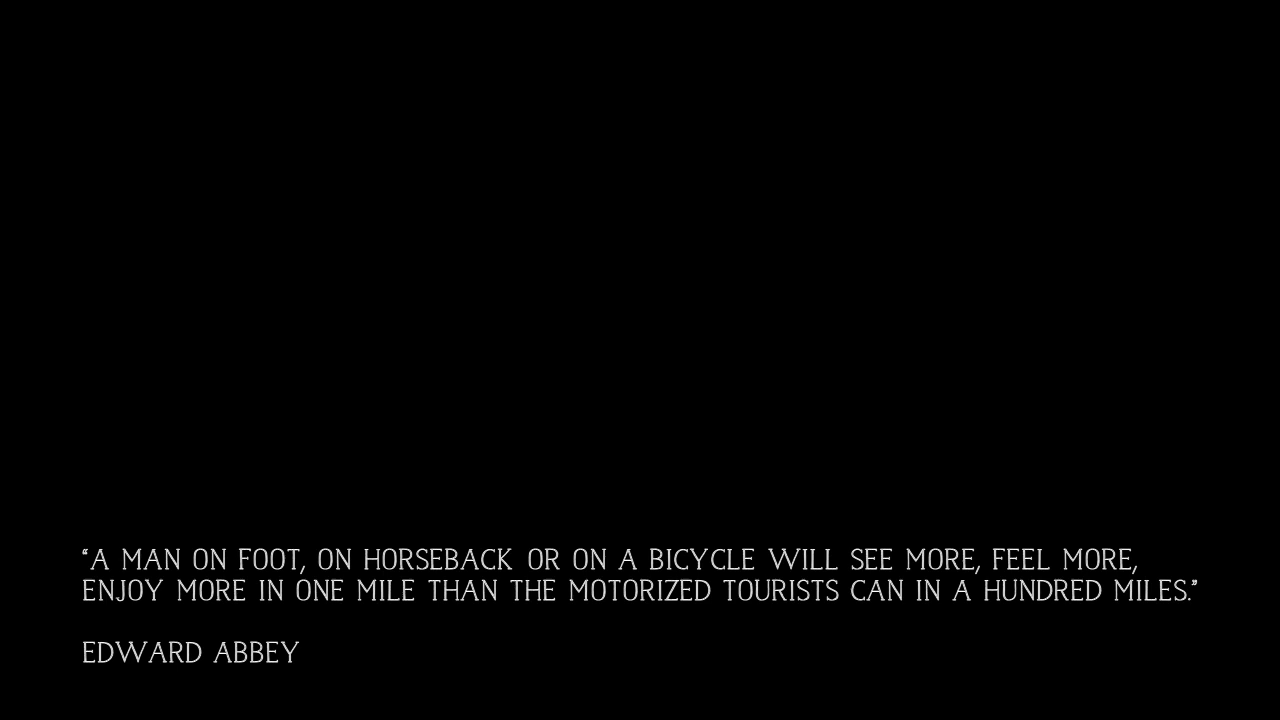 “A MAN ON FOOT, ON HORSEBACK OR ON A BICYCLE WILL SEE MORE, FEEL MORE,
ENJOY MORE IN ONE MILE THAN THE MOTORIZED TOURISTS CAN IN A HUNDRED MILES.”
EDWARD ABBEY